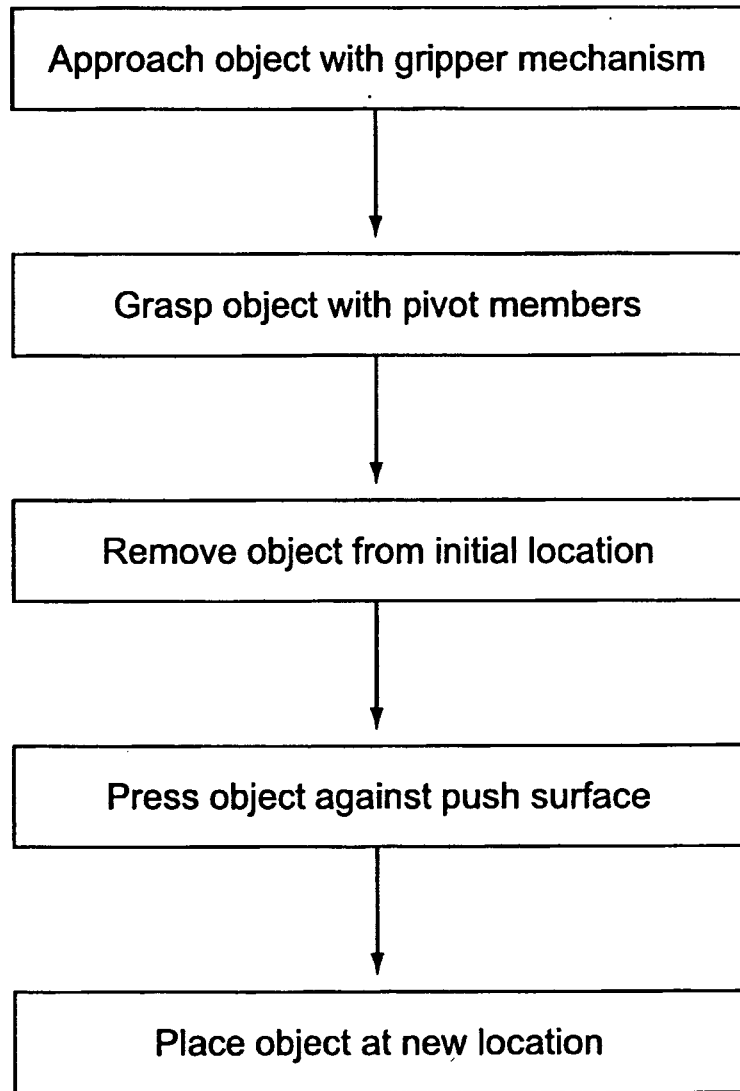 Approach object with gripper mechanism
Grasp object with pivot members
Remove object from initial location
Press object against push surface
Place object at new location